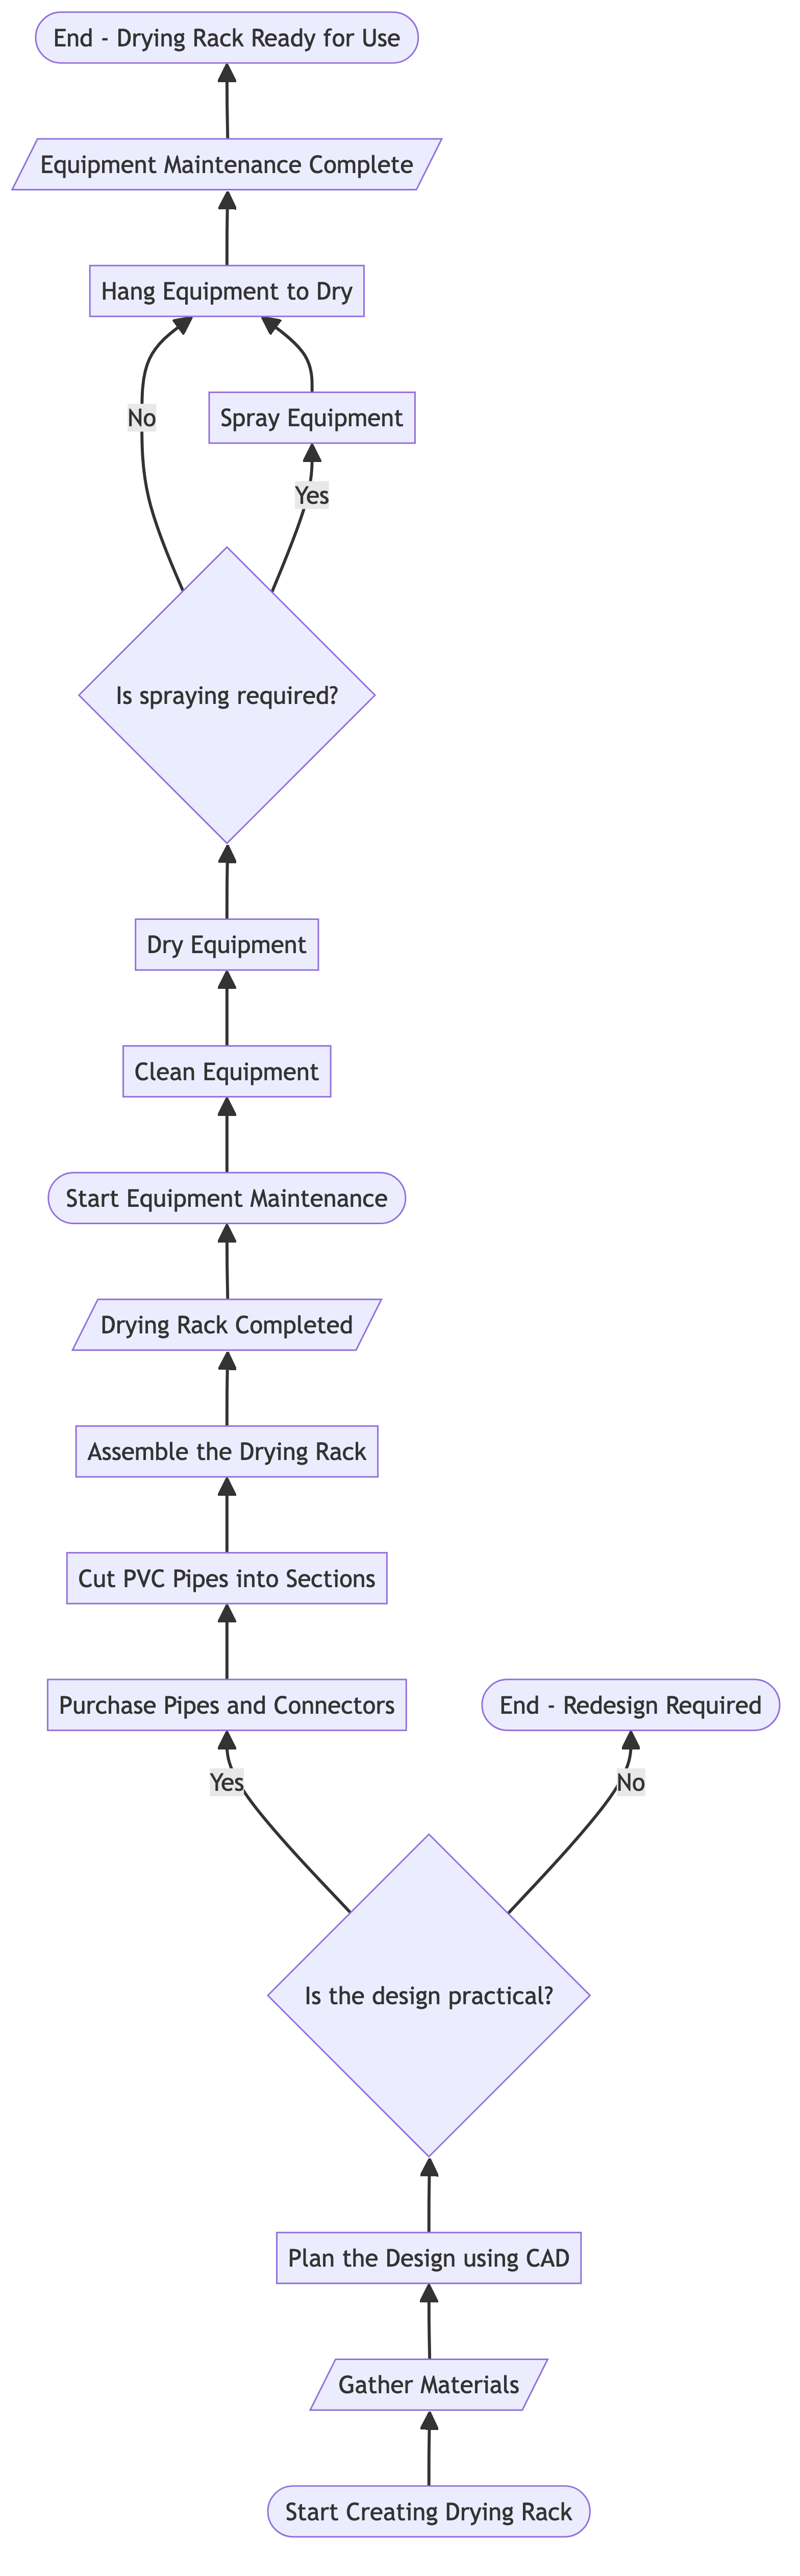 End - Drying Rack Ready for Use
Equipment Maintenance Complete
Hang Equipment to Dry
No
Spray Equipment
Yes
Is spraying required?
Dry Equipment
Clean Equipment
Start Equipment Maintenance
Drying Rack Completed
Assemble the Drying Rack
Cut PVC Pipes into Sections
Purchase Pipes and Connectors
End - Redesign Required
Yes
No
Is the design practical?
Plan the Design using CAD
Gather Materials
Start Creating Drying Rack